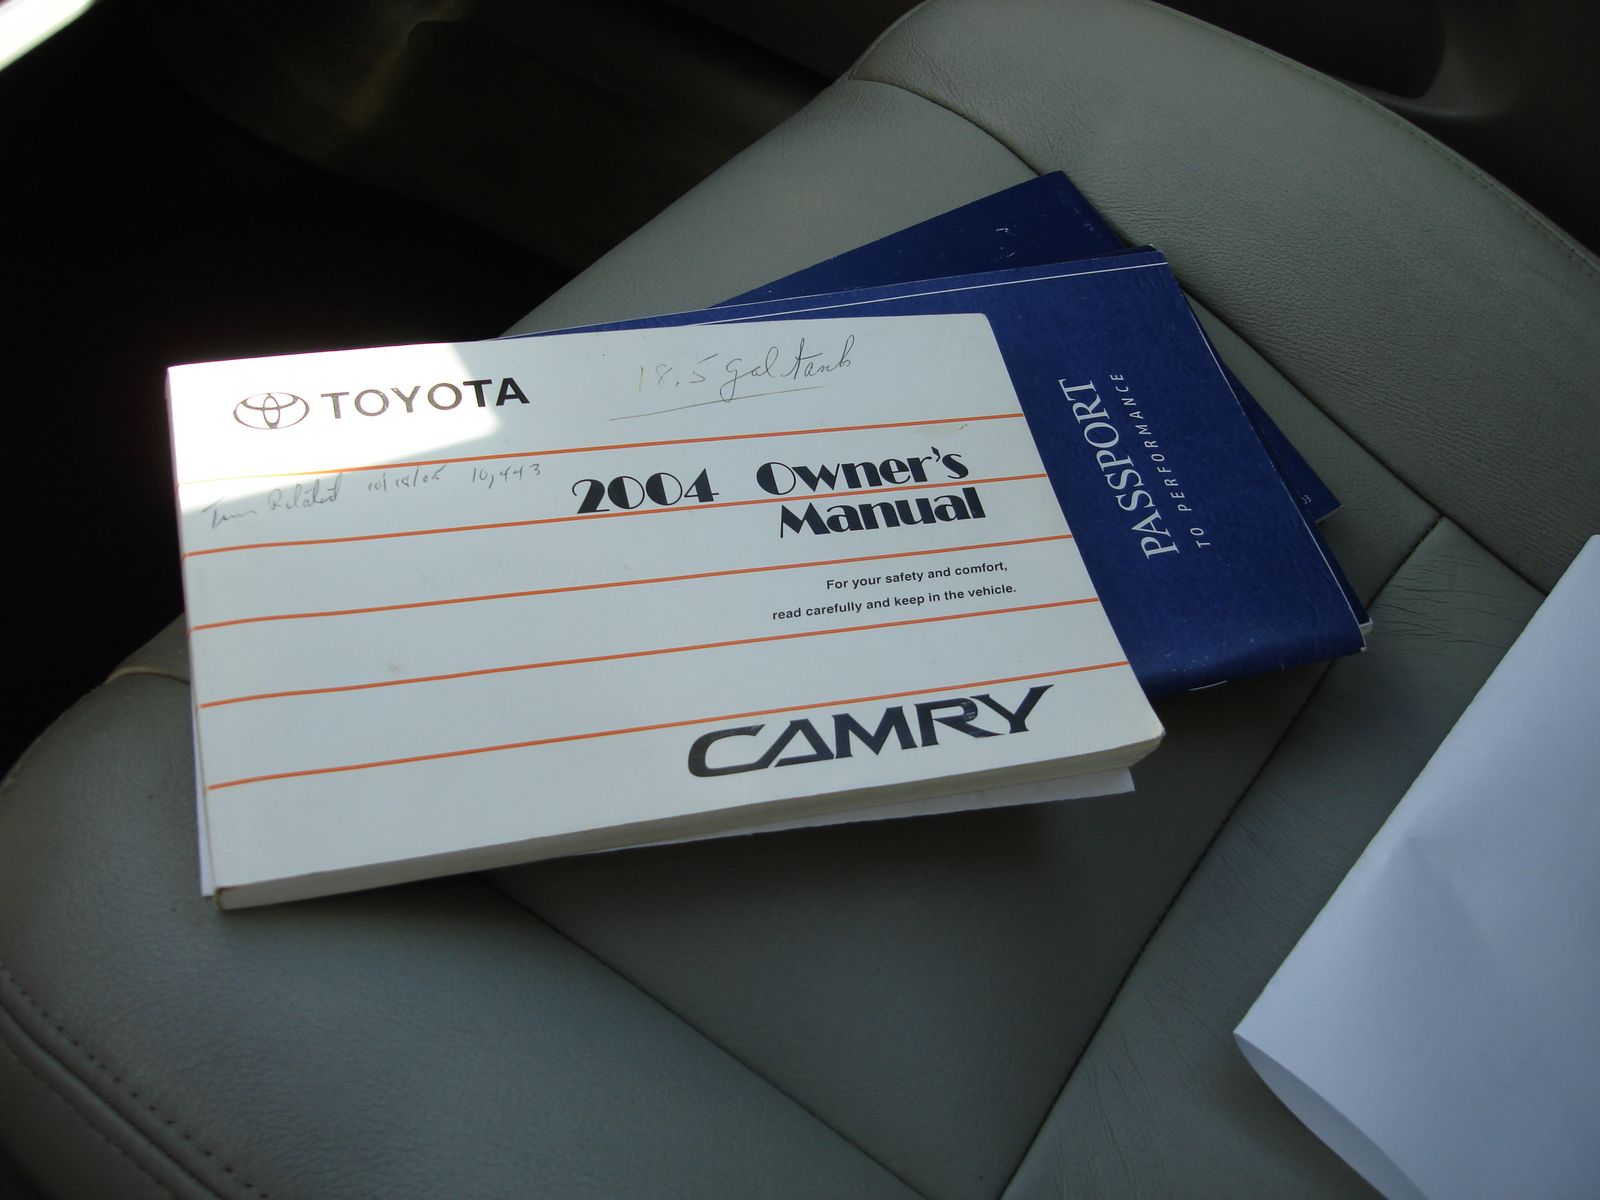 TOYOTA
18.5 gal tank
10/18/05 10,443
2004 Owner's
Manual
For your safety and comfort,
read carefully and keep in the vehicle.
CAMRY
PASSPORT
TO PERFORMANCE